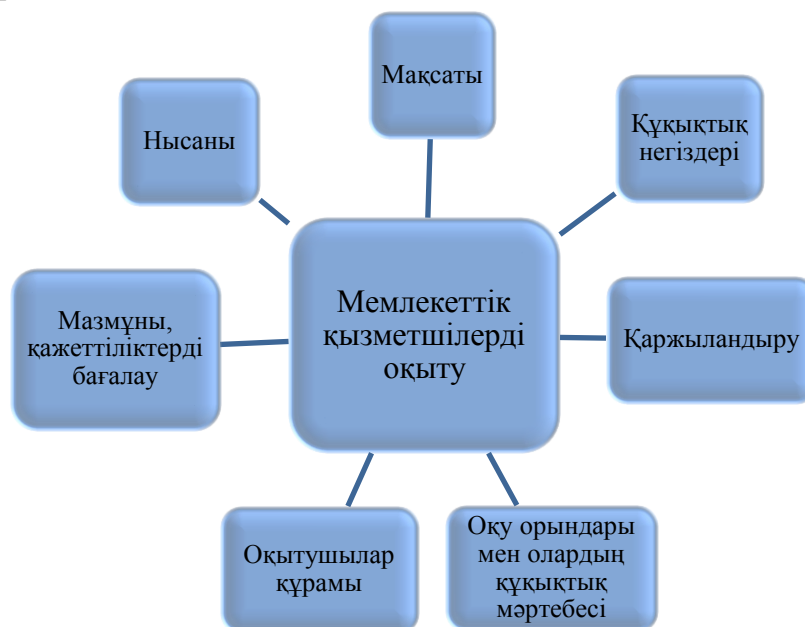 Мақсаты
Нысаны
Құқықтық
негіздері
Мемлекеттік
қызметшілерді
оқыту
Мазмұны,
қажеттіліктерді
бағалау
Қаржыландыру
Оқытушылар
құрамы
Оқу орындары
мен олардың
құқықтық
мәртебесі